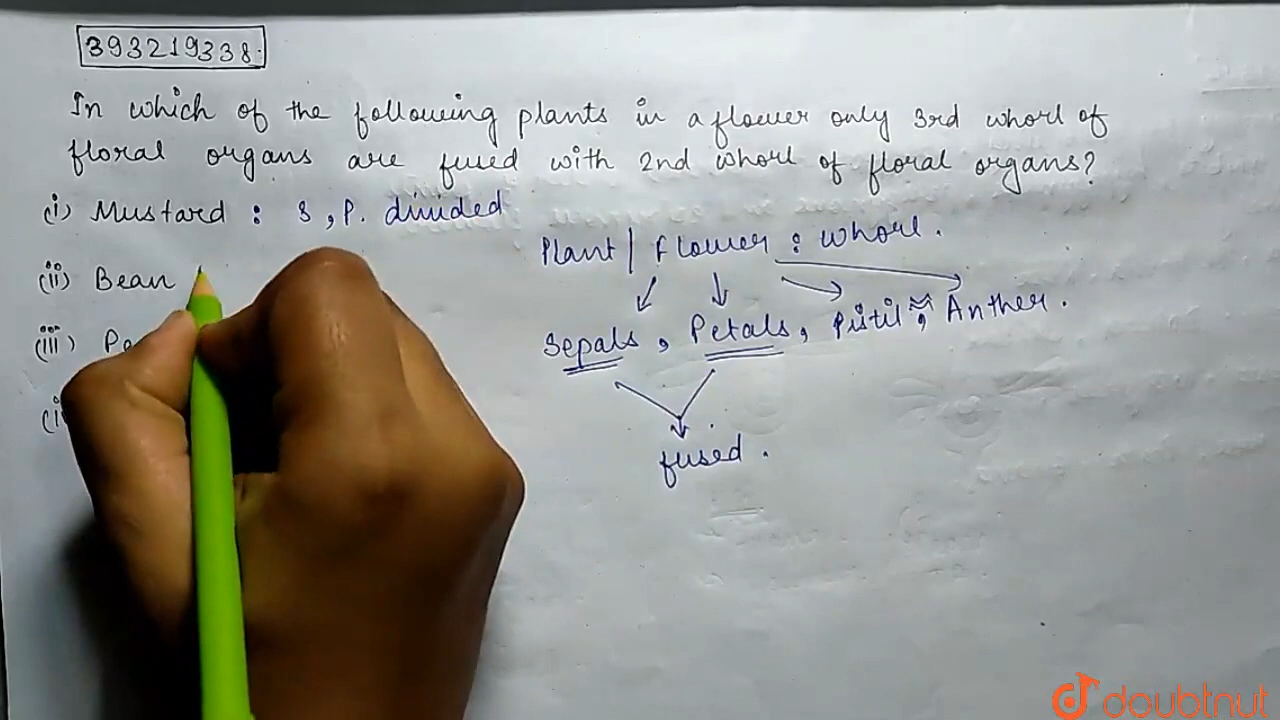 393219338.
In which of the following plants in a flower only 3rd whorl of
floral organs are fused with 2nd whorl of floral organs?
(i) Mustard : S, P. divided
Plant | Flower : whorl.
(ii) Bean
Sepals, Petals, Pistil, Anther.
(iii)
fused.
doubtnut